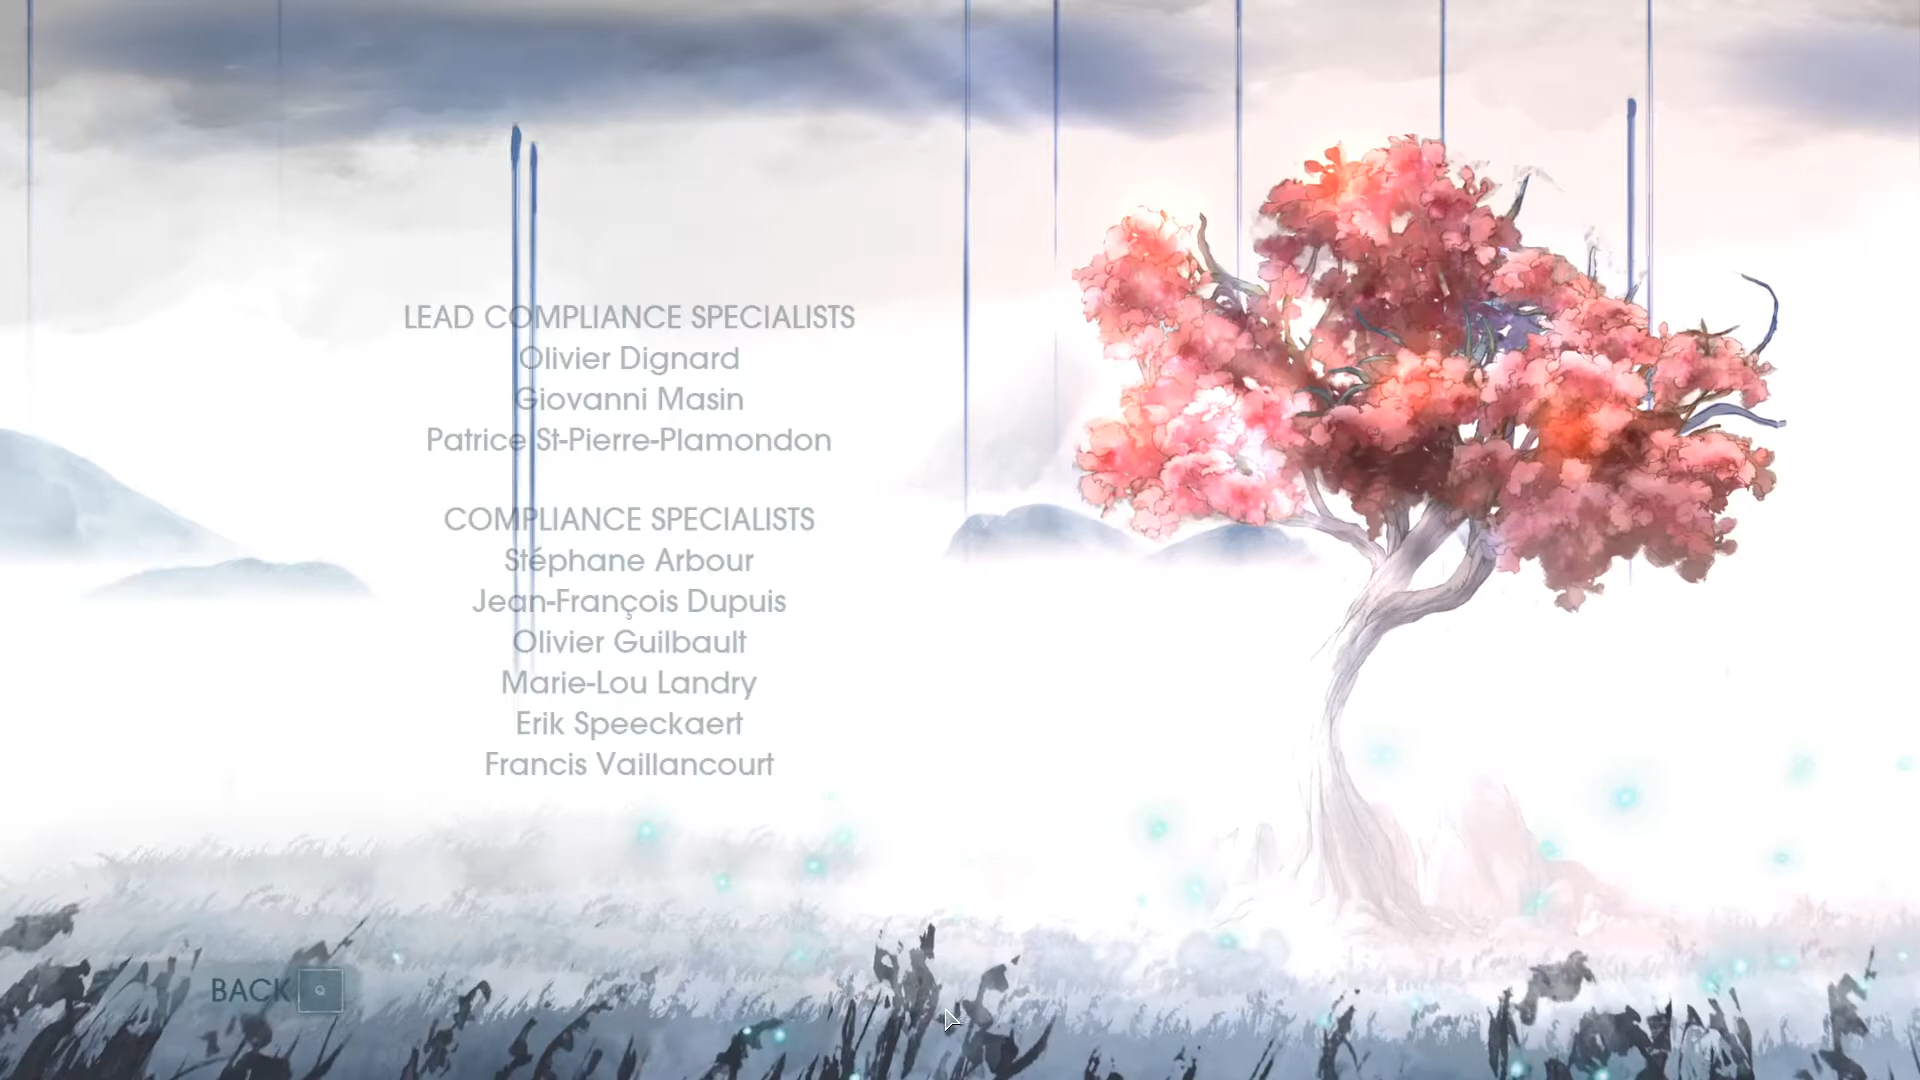 LEAD COMPLIANCE SPECIALISTS
Olivier Dignard
Giovanni Masin
Patrice St-Pierre-Plamondon
COMPLIANCE SPECIALISTS
Stéphane Arbour
Jean-François Dupuis
Olivier Guilbault
Marie-Lou Landry
Erik Speeckaert
Francis Vaillancourt
BACK